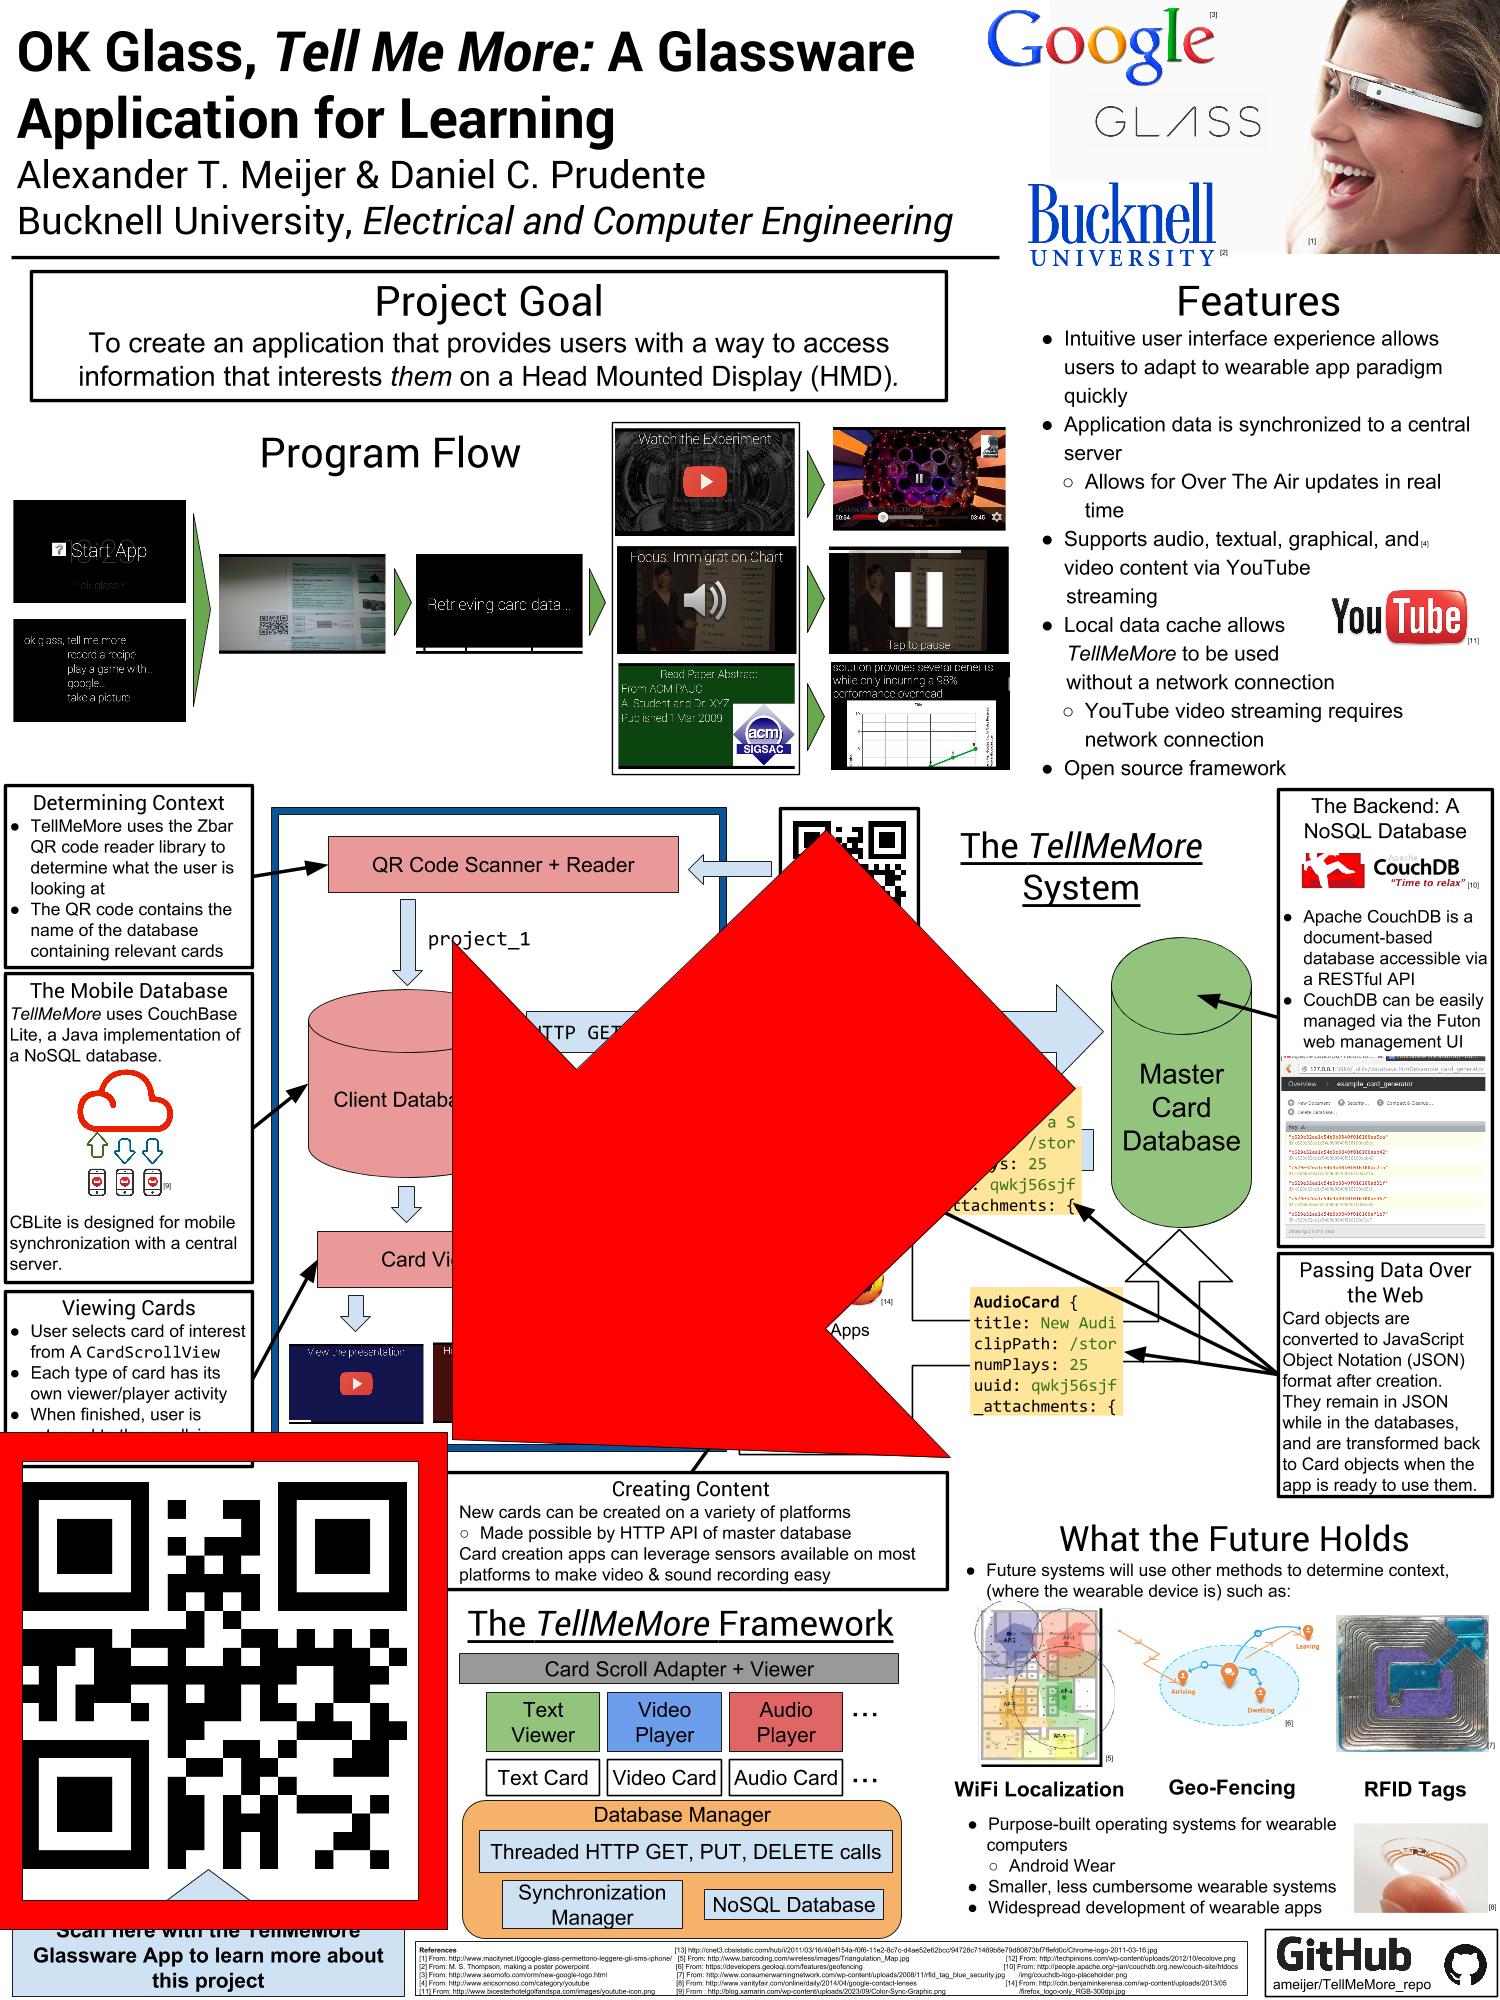 OK Glass, Tell Me More: A Glassware
Application for Learning
Alexander T. Meijer & Daniel C. Prudente
Bucknell University, Electrical and Computer Engineering
Google
[3]
GLASS
Bucknell
UNIVERSITY
[2]
[1]
Project Goal
To create an application that provides users with a way to access
information that interests them on a Head Mounted Display (HMD).
Features
● Intuitive user interface experience allows
users to adapt to wearable app paradigm
quickly
● Application data is synchronized to a central
server
○ Allows for Over The Air updates in real
time
● Supports audio, textual, graphical, and
[4]
video content via YouTube
streaming
● Local data cache allows
TellMeMore to be used
without a network connection
○ YouTube video streaming requires
network connection
● Open source framework
YouTube
[11]
Program Flow
Start App
ok glass, tell me more
record a recipe
play a game with...
google...
take a picture
Retrieving card data...
Watch the Experiment
00:54
03:45
Focus: Immigration Chart
Tap to pause
Read Paper Abstract
From ACM PAUC
A. Student and Dr. XYZ
Published 1 Mar 2009
acm
SIGSAC
solution provides several benefits
while only incurring a 98%
performance overhead
Title
Determining Context
● TellMeMore uses the Zbar
QR code reader library to
determine what the user is
looking at
● The QR code contains the
name of the database
containing relevant cards
The Mobile Database
TellMeMore uses CouchBase
Lite, a Java implementation of
a NoSQL database.
[9]
CBLite is designed for mobile
synchronization with a central
server.
Viewing Cards
● User selects card of interest
from A CardScrollView
● Each type of card has its
own viewer/player activity
● When finished, user is
QR Code Scanner + Reader
project_1
HTTP GET
Client Databa
Card Vi
View the presentation
The TellMeMore
System
Master
Card
Database
a S
/stor
ys: 25
: qwkj56sjf
ttachments: {
[14]
Apps
AudioCard {
title: New Audi
clipPath: /stor
numPlays: 25
uuid: qwkj56sjf
_attachments: {
The Backend: A
NoSQL Database
Apache
CouchDB
"Time to relax"
[10]
● Apache CouchDB is a
document-based
database accessible via
a RESTful API
● CouchDB can be easily
managed via the Futon
web management UI
Overview
example_card_generator
New Document
Security...
Compact & Cleanup...
Delete Database...
Key
Passing Data Over
the Web
Card objects are
converted to JavaScript
Object Notation (JSON)
format after creation.
They remain in JSON
while in the databases,
and are transformed back
to Card objects when the
app is ready to use them.
Creating Content
New cards can be created on a variety of platforms
○ Made possible by HTTP API of master database
Card creation apps can leverage sensors available on most
platforms to make video & sound recording easy
The TellMeMore Framework
Card Scroll Adapter + Viewer
Text
Viewer
Video
Player
Audio
Player
...
Text Card
Video Card
Audio Card
...
Database Manager
Threaded HTTP GET, PUT, DELETE calls
Synchronization
Manager
NoSQL Database
What the Future Holds
● Future systems will use other methods to determine context,
(where the wearable device is) such as:
[5]
Arriving
Dwelling
Leaving
[6]
[7]
WiFi Localization
Geo-Fencing
RFID Tags
● Purpose-built operating systems for wearable
computers
○ Android Wear
● Smaller, less cumbersome wearable systems
● Widespread development of wearable apps
[8]
Scan here with the TellMeMore
Glassware App to learn more about
this project
References
[1] From: http://www.macitynet.it/google-glass-permettono-leggere-gli-sms-iphone/
[2] From: M. S. Thompson, making a poster powerpoint
[3] From: http://www.seomofo.com/orm/new-google-logo.html
[4] From: http://www.ericsornoso.com/category/youtube
[11] From: http://www.bicesterhotelgolfandspa.com/images/youtube-icon.png
[5] From: http://www.barcoding.com/wireless/images/Triangulation_Map.jpg
[6] From: https://developers.geoloqi.com/features/geofencing
[7] From: http://www.consumerwarningnetwork.com/wp-content/uploads/2008/11/rfid_tag_blue_security.jpg
[8] From: http://www.vanityfair.com/online/daily/2014/04/google-contact-lenses
[9] From : http://blog.xamarin.com/wp-content/uploads/2023/09/Color-Sync-Graphic.png
[12] From: http://techpinions.com/wp-content/uploads/2012/10/ecolove.png
[10] From: http://people.apache.org/~jan/couchdb.org.new/couch-site/htdocs
/img/couchdb-logo-placeholder.png
[14] From: http://cdn.benjaminkerensa.com/wp-content/uploads/2013/05
/firefox_logo-only_RGB-300dpi.jpg
GitHub
ameijer/TellMeMore_repo